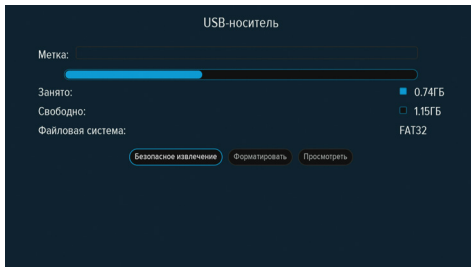 USB-носитель
Метка:
Занято: 0.74ГБ
Свободно: 1.15ГБ
Файловая система: FAT32
Безопасное извлечение Форматировать Просмотреть